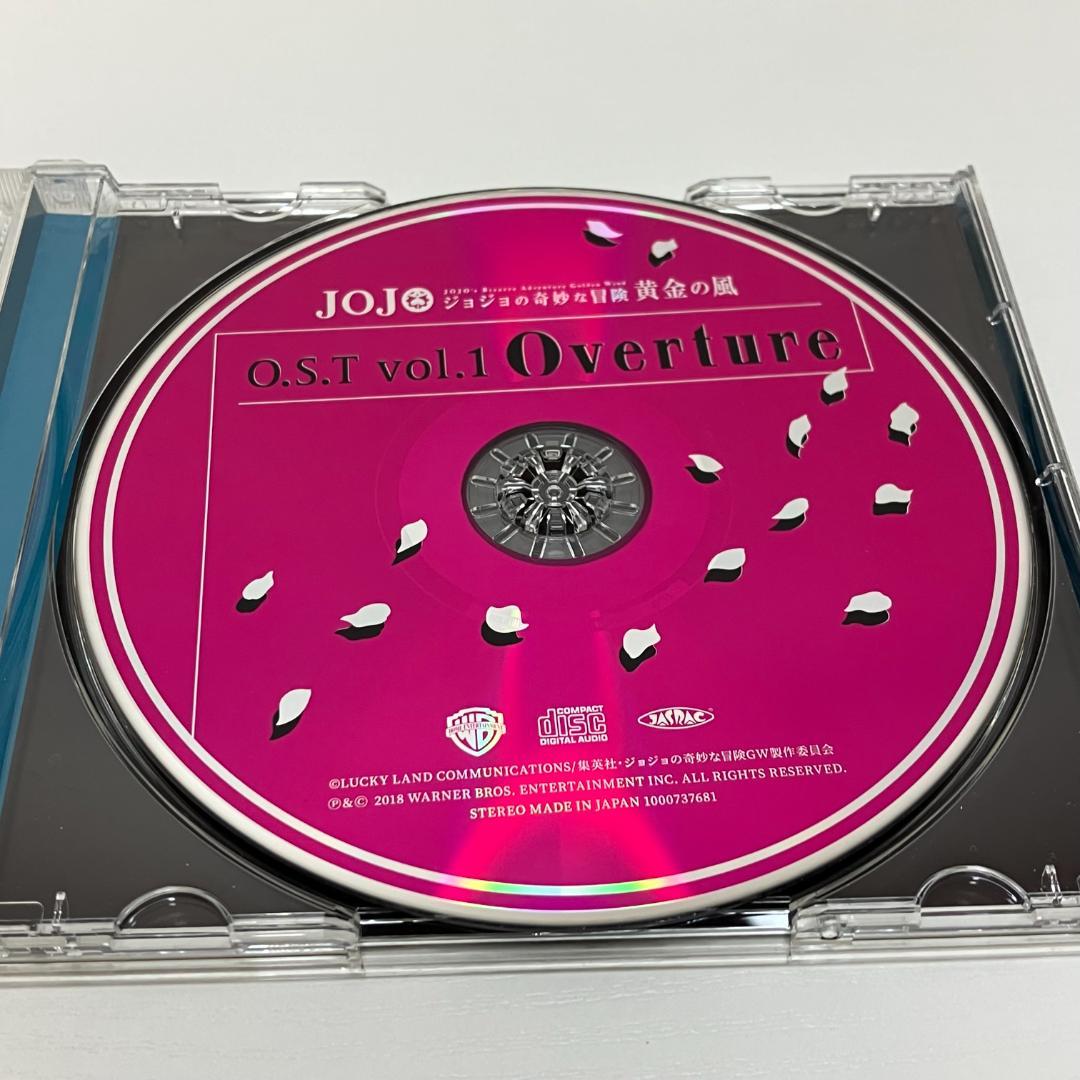 JOJO
JOJO's Bizarre Adventure Golden Wind
ジョジョの奇妙な冒険 黄金の風
O.S.T vol.1 Overture
WB
HOME ENTERTAINMENT
COMPACT
disc
DIGITAL AUDIO
JASRAC
©LUCKY LAND COMMUNICATIONS/集英社・ジョジョの奇妙な冒険GW製作委員会
℗&© 2018 WARNER BROS. ENTERTAINMENT INC. ALL RIGHTS RESERVED.
STEREO MADE IN JAPAN 1000737681